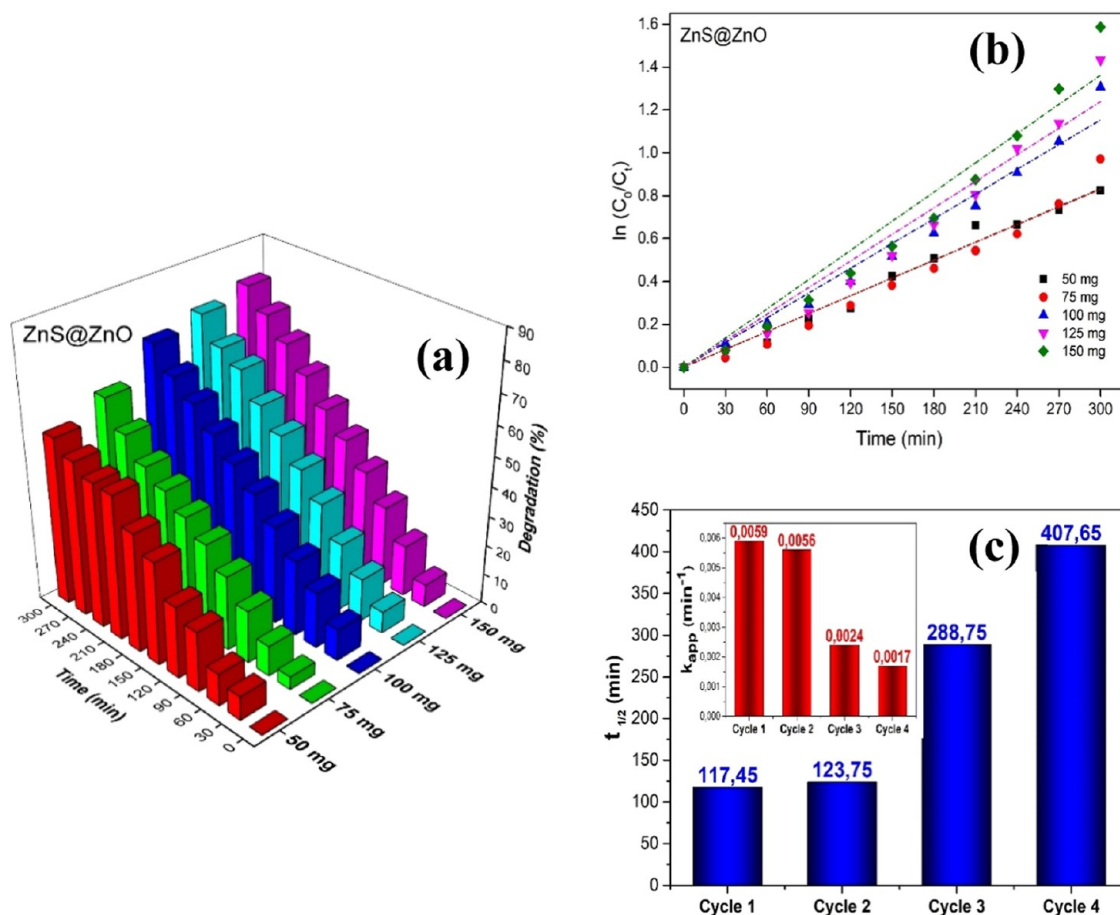 ZnS@ZnO
(a)
90
80
70
60
50
40
30
20
10
0
Degradation (%)
300
270
240
210
180
150
120
90
60
30
0
Time (min)
150 mg
125 mg
100 mg
75 mg
50 mg
ZnS@ZnO
(b)
1.6
1.4
1.2
1.0
0.8
0.6
0.4
0.2
0.0
ln (C₀/Cₜ)
50 mg
75 mg
100 mg
125 mg
150 mg
0 30 60 90 120 150 180 210 240 270 300
Time (min)
(c)
450
400
350
300
250
200
150
100
50
0
t 1/2 (min)
117,45
123,75
288,75
407,65
Cycle 1 Cycle 2 Cycle 3 Cycle 4
0,006
0,005
0,004
0,003
0,002
0,001
0,000
kapp (min⁻¹)
0,0059
0,0056
0,0024
0,0017
Cycle 1 Cycle 2 Cycle 3 Cycle 4